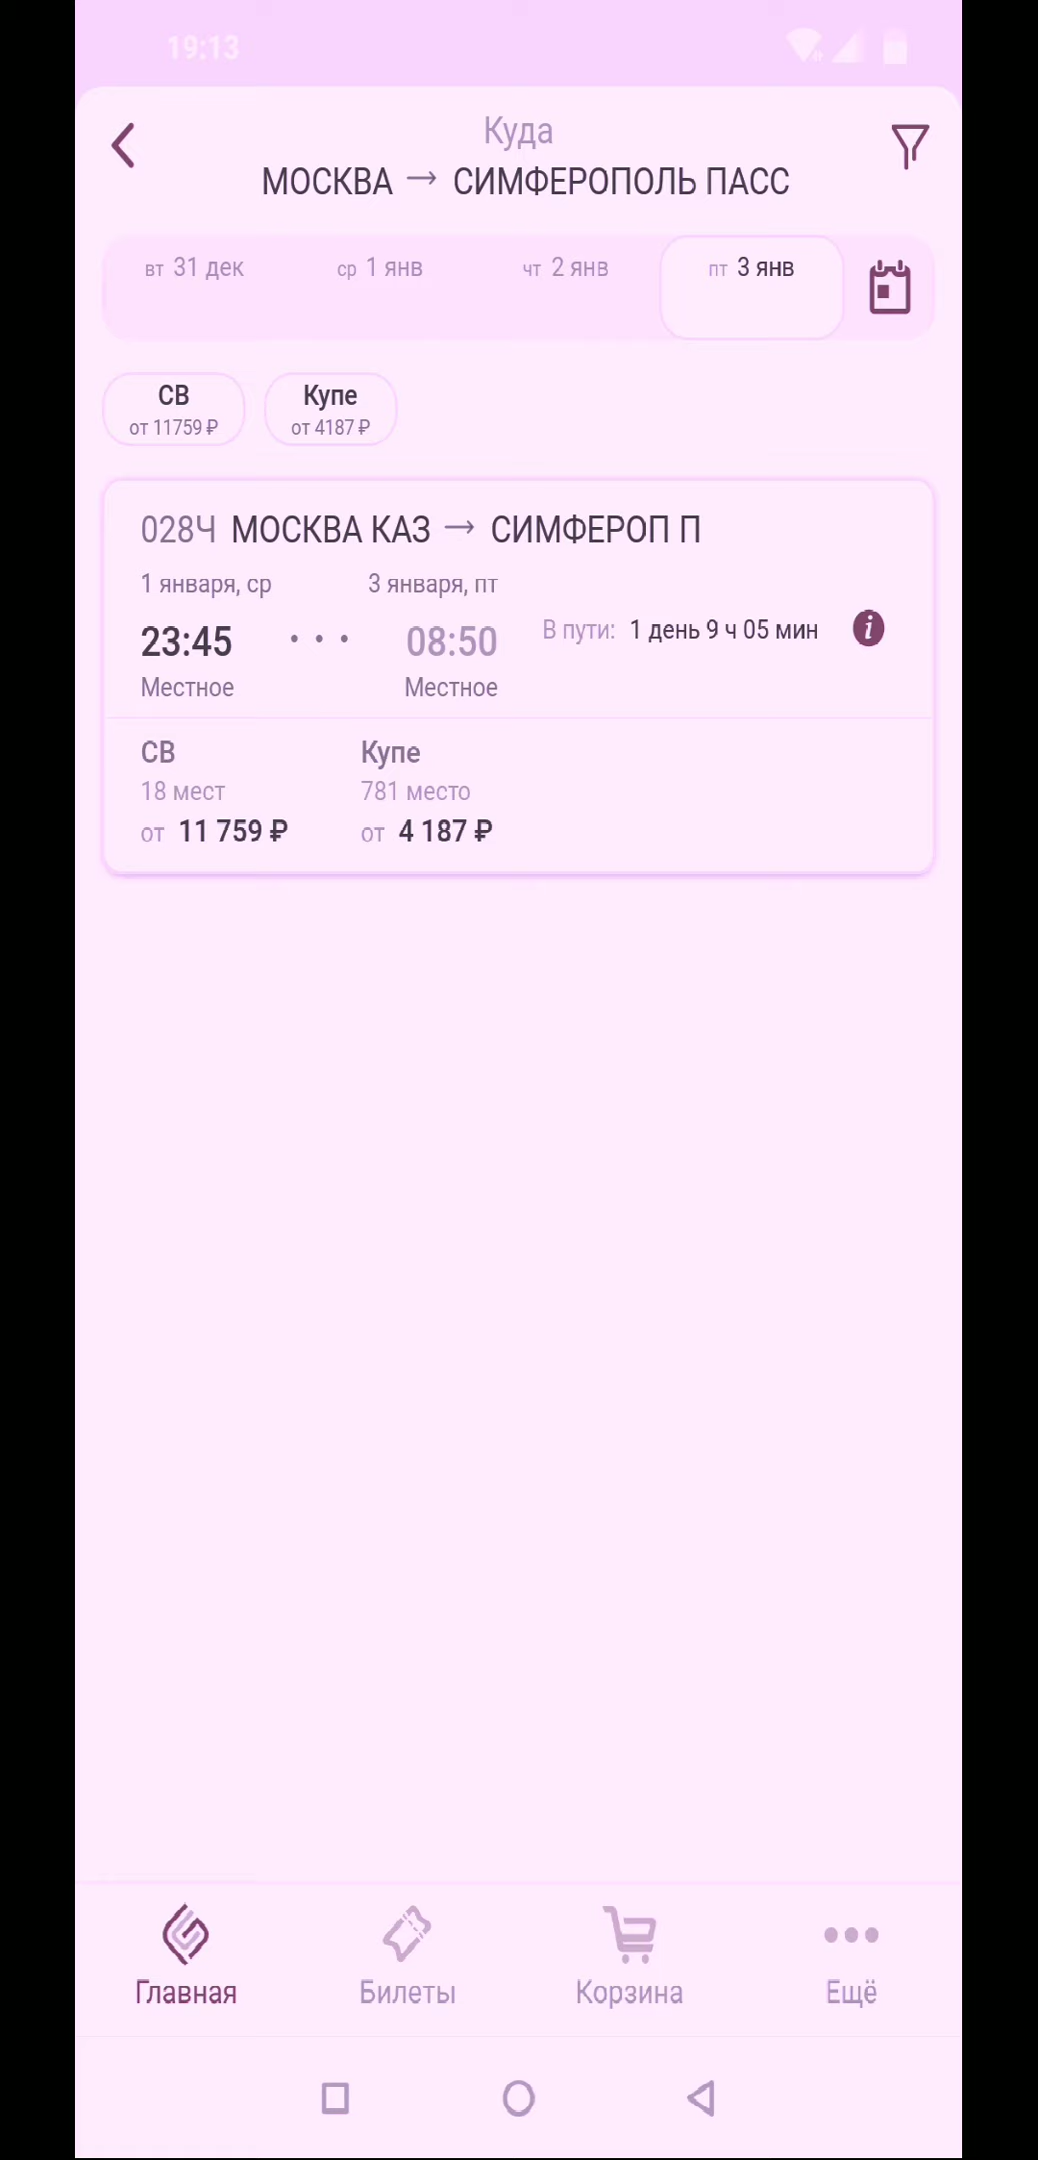 19:13
Куда
МОСКВА → СИМФЕРОПОЛЬ ПАСС
вт 31 дек ср 1 янв чт 2 янв пт 3 янв
СВ Купе
от 11759 ₽ от 4187 ₽
028Ч МОСКВА КАЗ → СИМФЕРОП П
1 января, ср 3 января, пт
23:45 • • • 08:50 В пути: 1 день 9 ч 05 мин i
Местное Местное
СВ Купе
18 мест 781 место
от 11 759 ₽ от 4 187 ₽
Главная Билеты Корзина Ещё